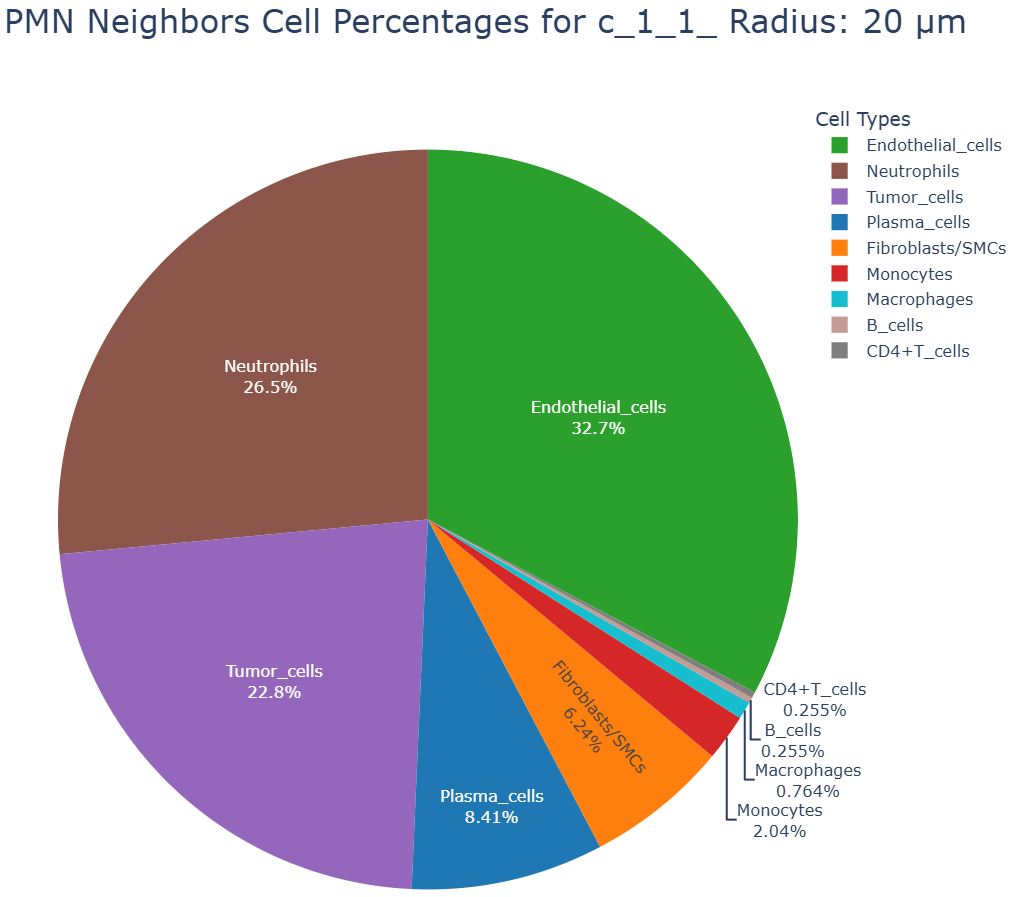 PMN Neighbors Cell Percentages for c_1_1_ Radius: 20 μm
Cell Types
Endothelial_cells
Neutrophils
Tumor_cells
Plasma_cells
Fibroblasts/SMCs
Monocytes
Macrophages
B_cells
CD4+T_cells
Neutrophils
26.5%
Endothelial_cells
32.7%
Tumor_cells
22.8%
Plasma_cells
8.41%
Fibroblasts/SMCs
6.24%
CD4+T_cells
0.255%
B_cells
0.255%
Macrophages
0.764%
Monocytes
2.04%